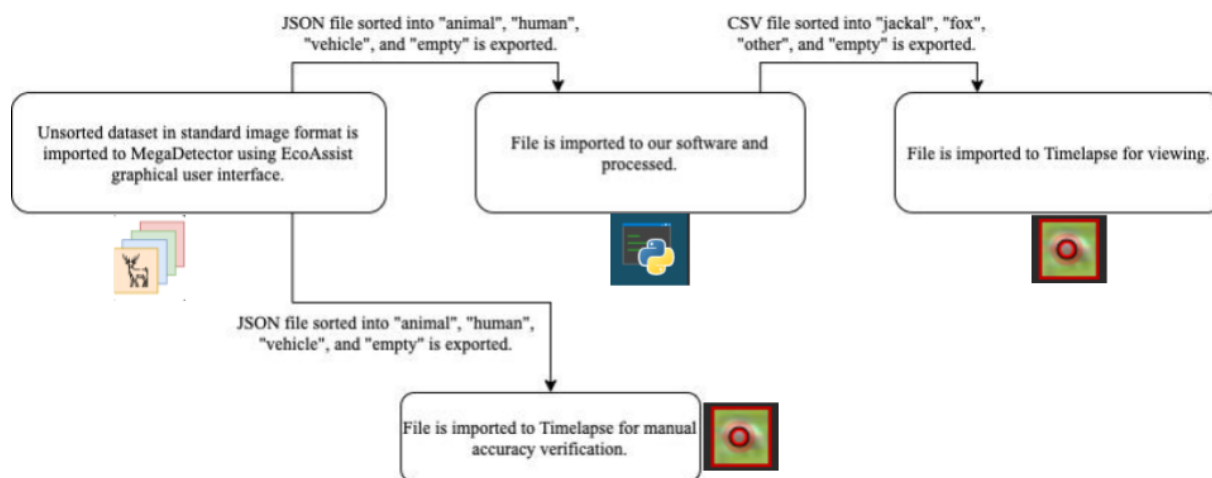 JSON file sorted into "animal", "human",
"vehicle", and "empty" is exported.
CSV file sorted into "jackal", "fox",
"other", and "empty" is exported.
Unsorted dataset in standard image format is
imported to MegaDetector using EcoAssist
graphical user interface.
File is imported to our software and
processed.
File is imported to Timelapse for viewing.
JSON file sorted into "animal", "human",
"vehicle", and "empty" is exported.
File is imported to Timelapse for manual
accuracy verification.